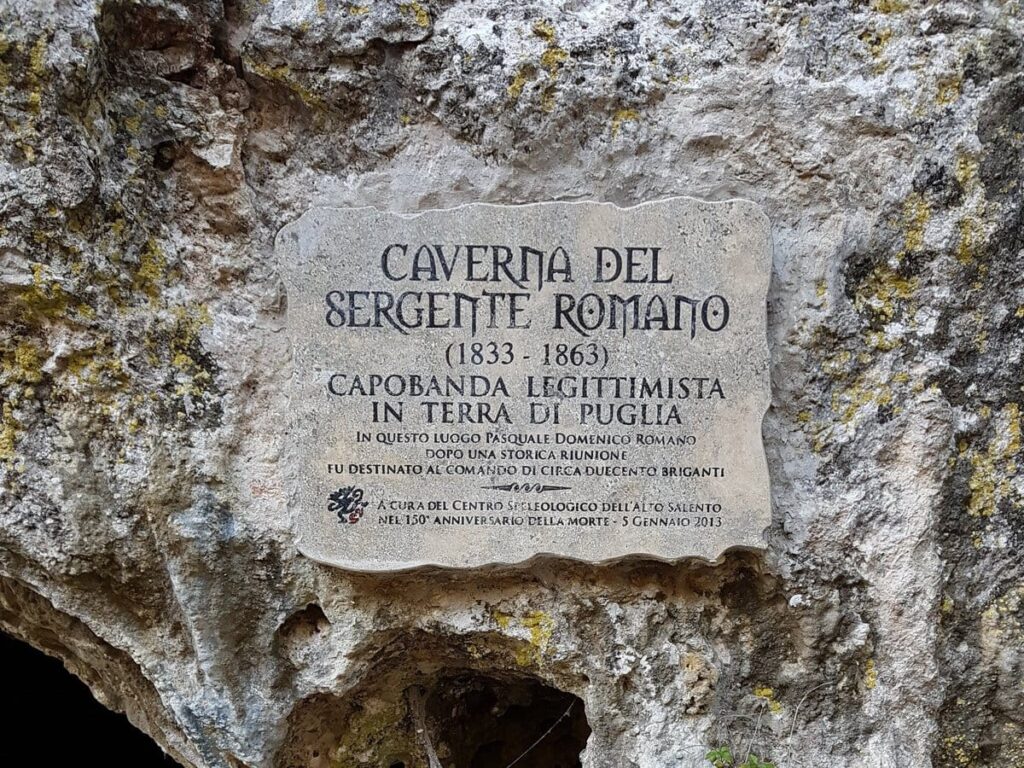 CAVERNA DEL
SERGENTE ROMANO
(1833 - 1863)
CAPOBANDA LEGITTIMISTA
IN TERRA DI PUGLIA
IN QUESTO LUOGO PASQUALE DOMENICO ROMANO
DOPO UNA STORICA RIUNIONE
FU DESTINATO AL COMANDO DI CIRCA DUECENTO BRIGANTI
A CURA DEL CENTRO SPELEOLOGICO DELL'ALTO SALENTO
NEL 150° ANNIVERSARIO DELLA MORTE - 5 GENNAIO 2013